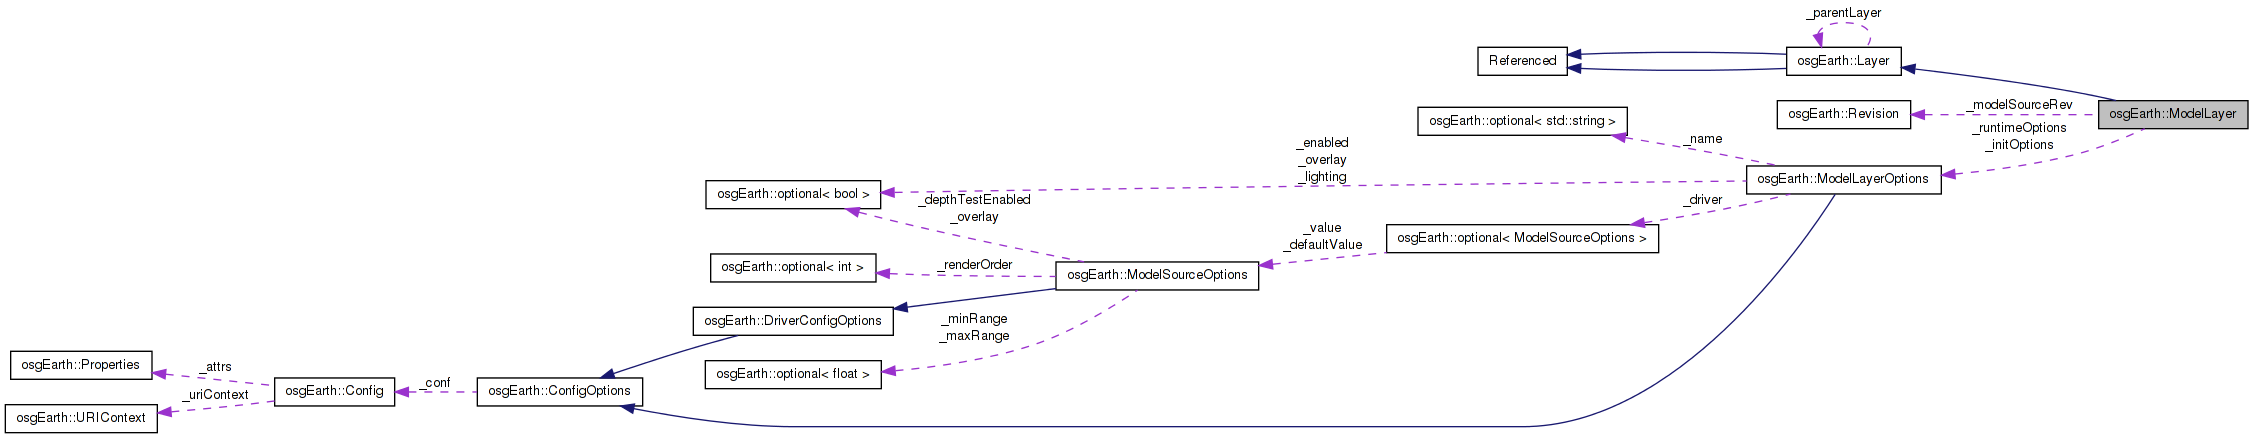 _parentLayer
Referenced
osgEarth::Layer
osgEarth::Revision
_modelSourceRev
osgEarth::ModelLayer
osgEarth::optional< std::string >
_runtimeOptions
_initOptions
_name
_enabled
_overlay
_lighting
osgEarth::ModelLayerOptions
osgEarth::optional< bool >
_depthTestEnabled
_overlay
_driver
_value
_defaultValue
osgEarth::optional< ModelSourceOptions >
osgEarth::optional< int >
_renderOrder
osgEarth::ModelSourceOptions
osgEarth::DriverConfigOptions
_minRange
_maxRange
osgEarth::Properties
_attrs
osgEarth::optional< float >
_uriContext
osgEarth::Config
_conf
osgEarth::ConfigOptions
osgEarth::URIContext